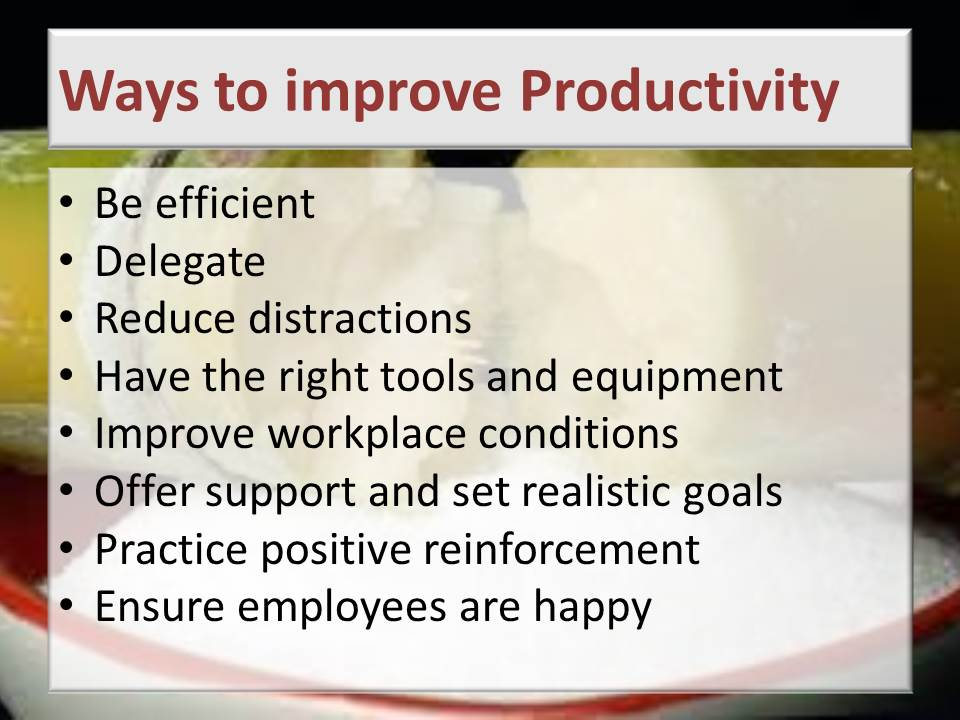 Ways to improve Productivity
• Be efficient
• Delegate
• Reduce distractions
• Have the right tools and equipment
• Improve workplace conditions
• Offer support and set realistic goals
• Practice positive reinforcement
• Ensure employees are happy